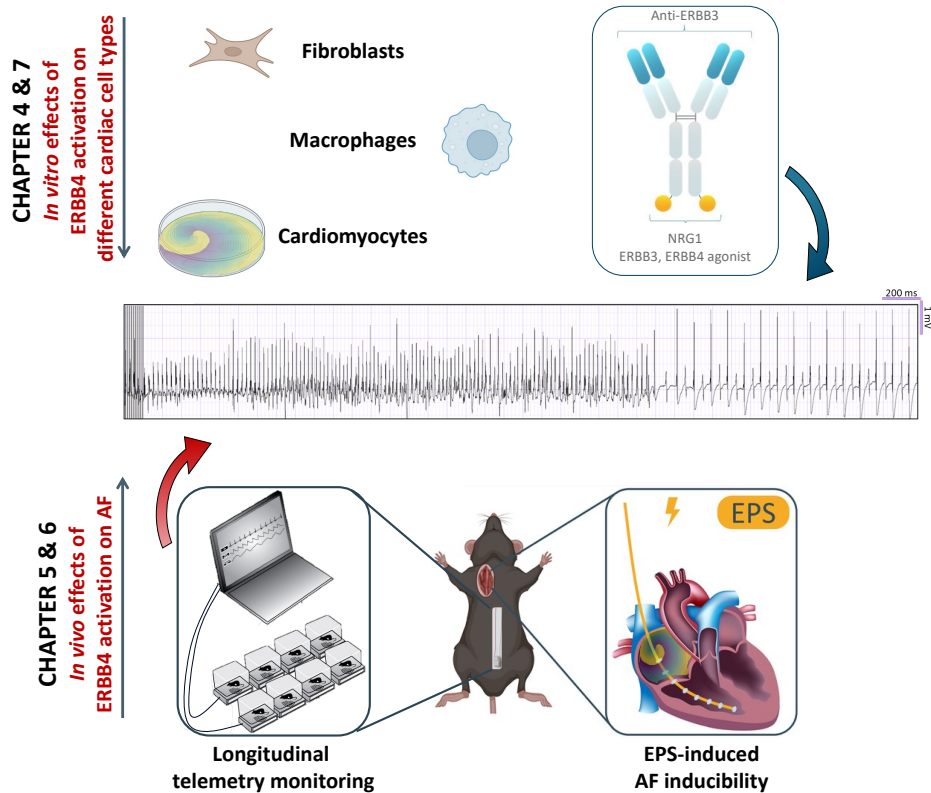 CHAPTER 4 & 7
In vitro effects of
ERBB4 activation on
different cardiac cell types
Fibroblasts
Macrophages
Cardiomyocytes
Anti-ERBB3
NRG1
ERBB3, ERBB4 agonist
200 ms
1 mV
CHAPTER 5 & 6
In vivo effects of
ERBB4 activation on AF
EPS
Longitudinal
telemetry monitoring
EPS-induced
AF inducibility